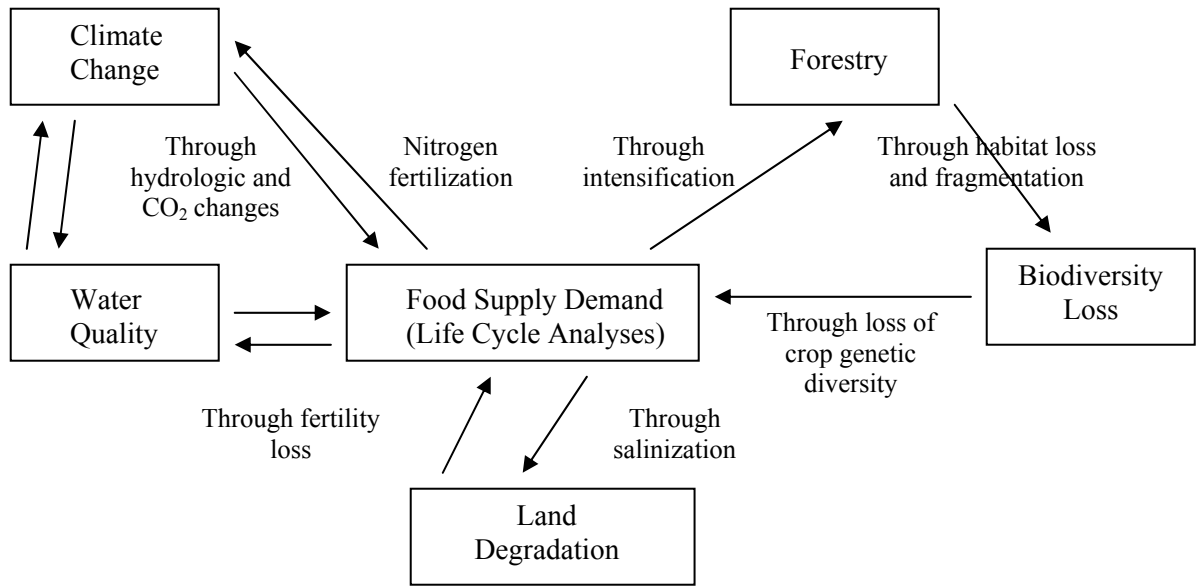 Climate
Change
Forestry
Through
hydrologic and
CO₂ changes
Nitrogen
fertilization
Through
intensification
Through habitat loss
and fragmentation
Water
Quality
Food Supply Demand
(Life Cycle Analyses)
Biodiversity
Loss
Through loss of
crop genetic
diversity
Through fertility
loss
Through
salinization
Land
Degradation